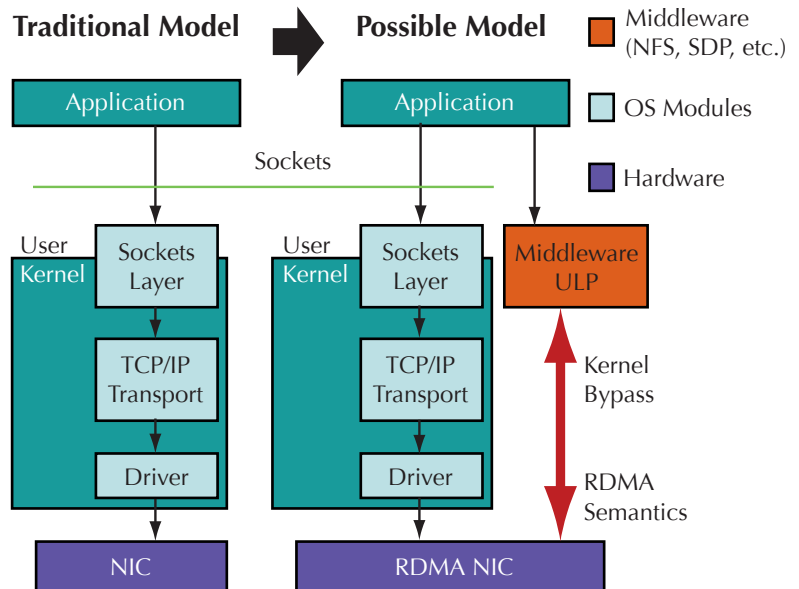 Traditional Model
Possible Model
Middleware
(NFS, SDP, etc.)
OS Modules
Hardware
Application
Application
Sockets
User
Kernel
Sockets
Layer
TCP/IP
Transport
Driver
NIC
User
Kernel
Sockets
Layer
TCP/IP
Transport
Driver
RDMA NIC
Middleware
ULP
Kernel
Bypass
RDMA
Semantics